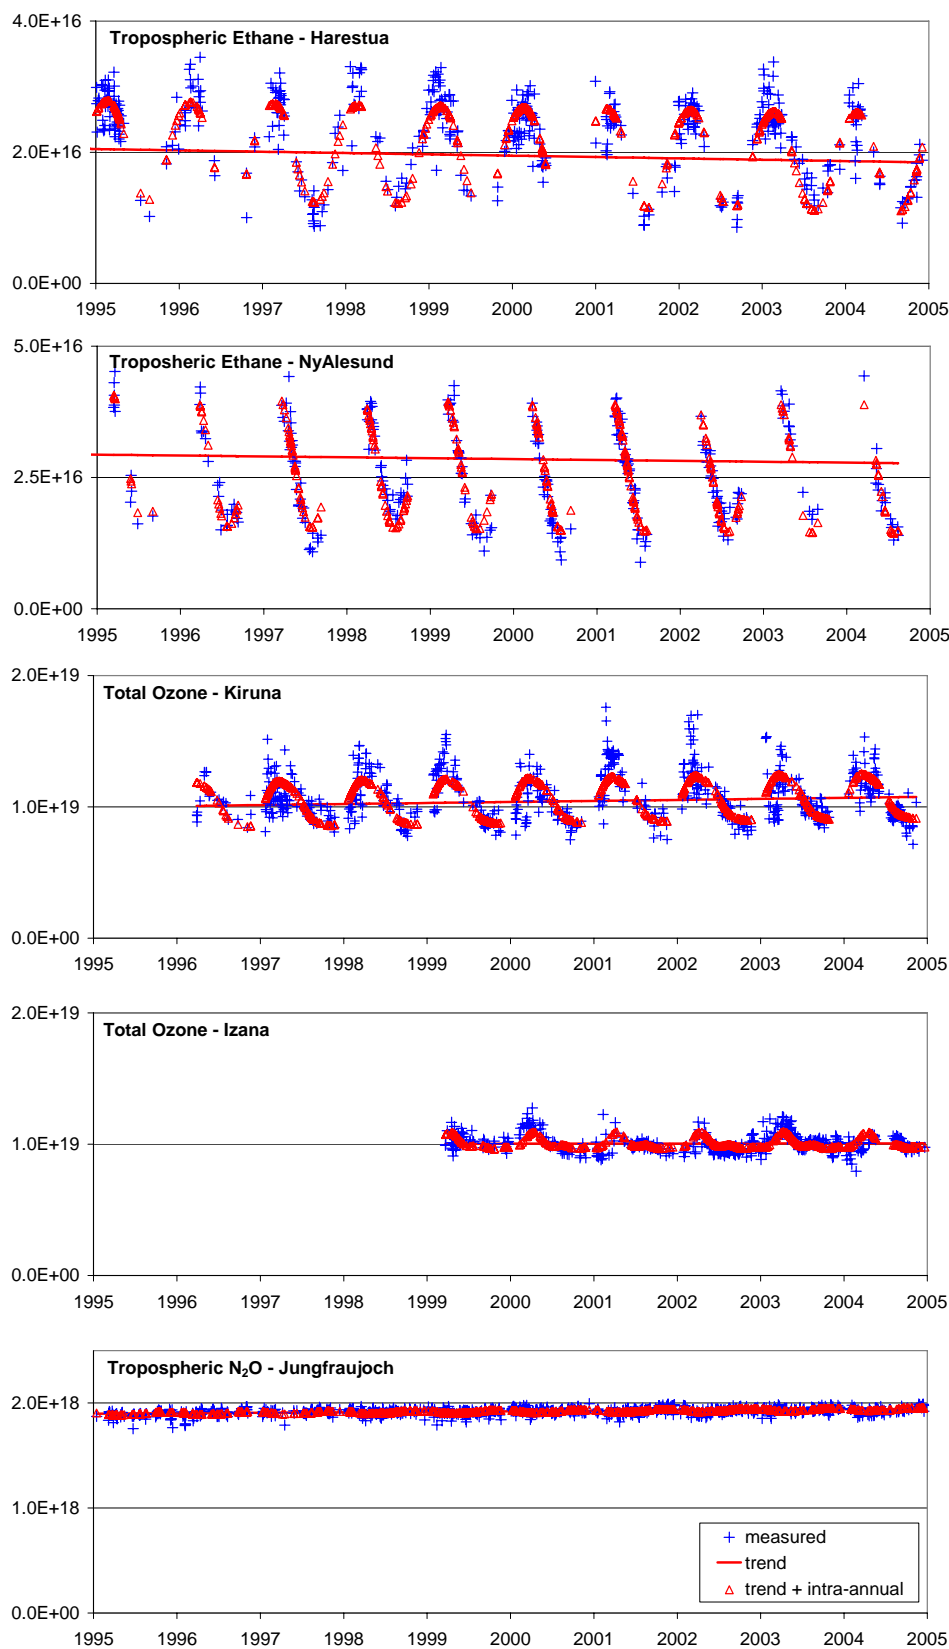 4.0E+16
Tropospheric Ethane - Harestua
2.0E+16
0.0E+00
1995 1996 1997 1998 1999 2000 2001 2002 2003 2004 2005
5.0E+16
Troposheric Ethane - NyAlesund
2.5E+16
0.0E+00
1995 1996 1997 1998 1999 2000 2001 2002 2003 2004 2005
2.0E+19
Total Ozone - Kiruna
1.0E+19
0.0E+00
1995 1996 1997 1998 1999 2000 2001 2002 2003 2004 2005
2.0E+19
Total Ozone - Izana
1.0E+19
0.0E+00
1995 1996 1997 1998 1999 2000 2001 2002 2003 2004 2005
Tropospheric N₂O - Jungfraujoch
2.0E+18
1.0E+18
measured
trend
trend + intra-annual
0.0E+00
1995 1996 1997 1998 1999 2000 2001 2002 2003 2004 2005